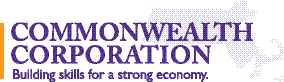 COMMONWEALTH
CORPORATION
Building skills for a strong economy.